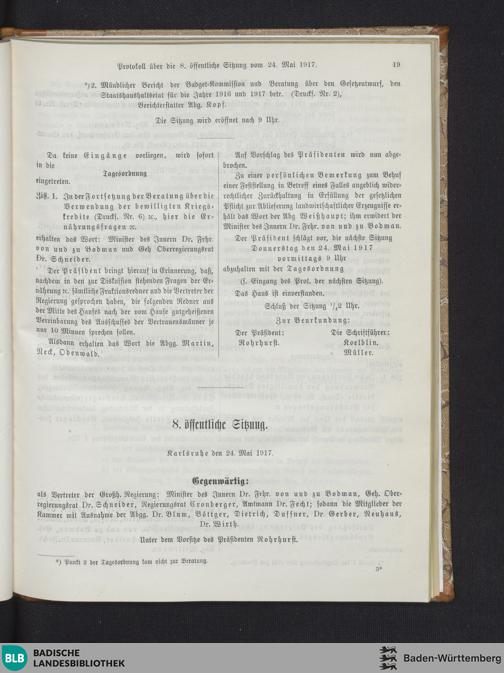 Protokoll über die 8. öffentliche Sitzung vom 24. Mai 1917. 19
*) 2. Mündlicher Bericht der Budget-Kommission und Beratung über den Gesetzentwurf, den
Staatshaushaltsetat für die Jahre 1916 und 1917 betr. (Drucks. Nr. 2),
Berichterstatter Abg. Kopf.
Die Sitzung wird eröffnet nach 9 Uhr.
Da keine Eingänge vorliegen, wird sofort
in die
Tagesordnung
eingetreten.
Ziff. 1. In der Fortsetzung der Beratung über die
Verwendung der bewilligten Kriegs-
kredite (Drucks. Nr. 6) ꝛc., hier die Er-
nährungsfragen ꝛc.
erhalten das Wort: Minister des Innern Dr. Frhr.
von und zu Bodman und Geh Oberregierungsrat
Dr. Schneider.
Der Präsident bringt hierauf in Erinnerung, daß,
nachdem in den zur Diskussion stehenden Fragen der Er-
nährung ꝛc. sämtliche Fraktionsredner und die Vertreter der
Regierung gesprochen haben, die folgenden Redner aus
der Mitte des Hauses nach der vom Hause gutgeheißenen
Vereinbarung des Ausschusses der Vertrauensmänner je
nur 10 Minuten sprechen sollen.
Alsdann erhalten das Wort die Abgg. Martin,
Neck, Odenwald.
Auf Vorschlag des Präsidenten wird nun abge-
brochen.
Zu einer persönlichen Bemerkung zum Behuf
einer Feststellung in Betreff eines Falles angeblich wider-
rechtlicher Zurückhaltung in Erfüllung der gesetzlichen
Pflicht zur Ablieferung landwirtschaftlicher Erzeugnisse er-
hält das Wort der Abg Weißhaupt; ihm erwidert der
Minister des Innern Dr. Frhr. von und zu Bodman.
Der Präsident schlägt vor, die nächste Sitzung
Donnerstag den 24. Mai 1917
vormittags 9 Uhr
abzuhalten mit der Tagesordnung
(s. Eingang des Prot. der nächsten Sitzung).
Das Haus ist einverstanden.
Schluß der Sitzung 1/2 2 Uhr.
Zur Beurkundung:
Der Präsident: Die Schriftführer:
Rohrhurst. Koelblin.
Müller.
8. öffentliche Sitzung.
Karlsruhe den 24. Mai 1917.
Gegenwärtig:
als Vertreter der Großh. Regierung: Minister des Innern Dr. Frhr. von und zu Bodman, Geh. Ober-
regierungsrat Dr. Schneider, Regierungsrat Cronberger, Amtmann Dr. Fecht; sodann die Mitglieder der
Kammer mit Ausnahme der Abgg. Dr. Blum, Böttger, Dietrich, Duffner, Dr. Gerber, Neuhaus,
Dr. Wirth.
Unter dem Vorsitze des Präsidenten Rohrhurst.
*) Punkt 2 der Tagesordnung kam nicht zur Beratung.
3*
BLB BADISCHE
LANDESBIBLIOTHEK
Baden-Württemberg